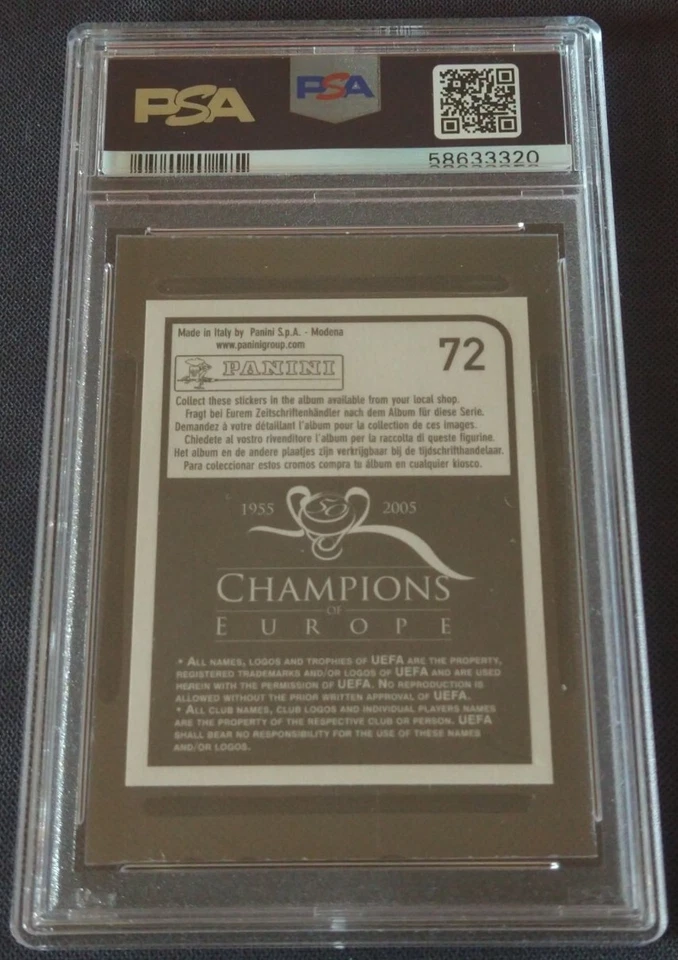 PSA
PSA
58633320
Made in Italy by Panini S.p.A. - Modena
www.paninigroup.com
72
PANINI
Collect these stickers in the album available from your local shop.
Fragt bei Eurem Zeitschriftenhändler nach dem Album für diese Serie.
Demandez à votre détaillant l'album pour la collection de ces images.
Chiedete al vostro rivenditore l'album per la raccolta di queste figurine.
Het album en de andere plaatjes zijn verkrijgbaar bij de tijdschrifthandelaar.
Para coleccionar estos cromos compra tu álbum en cualquier kiosco.
1955 50 2005
CHAMPIONS
OF
EUROPE
• ALL NAMES, LOGOS AND TROPHIES OF UEFA ARE THE PROPERTY,
REGISTERED TRADEMARKS AND/OR LOGOS OF UEFA AND ARE USED
HEREIN WITH THE PERMISSION OF UEFA. NO REPRODUCTION IS
ALLOWED WITHOUT THE PRIOR WRITTEN APPROVAL OF UEFA.
• ALL CLUB NAMES, CLUB LOGOS AND INDIVIDUAL PLAYERS NAMES
ARE THE PROPERTY OF THE RESPECTIVE CLUB OR PERSON. UEFA
SHALL BEAR NO RESPONSIBILITY FOR THE USE OF THESE NAMES
AND/OR LOGOS.